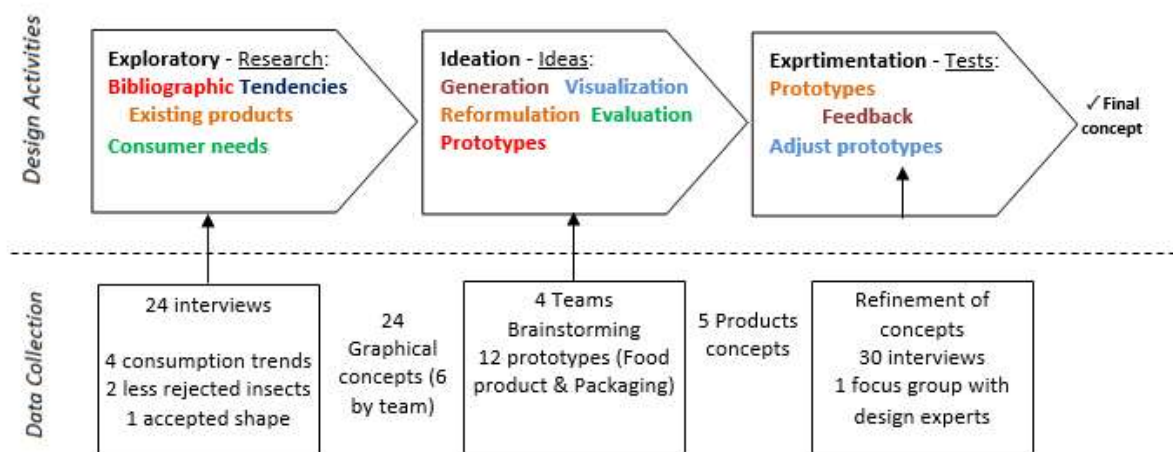 Design Activities
Exploratory - Research:
Bibliographic Tendencies
Existing products
Consumer needs
Ideation - Ideas:
Generation Visualization
Reformulation Evaluation
Prototypes
Exprtimentation - Tests:
Prototypes
Feedback
Adjust prototypes
✓Final
concept
Data Collection
24 interviews
4 consumption trends
2 less rejected insects
1 accepted shape
24
Graphical
concepts (6
by team)
4 Teams
Brainstorming
12 prototypes (Food
product & Packaging)
5 Products
concepts
Refinement of
concepts
30 interviews
1 focus group with
design experts